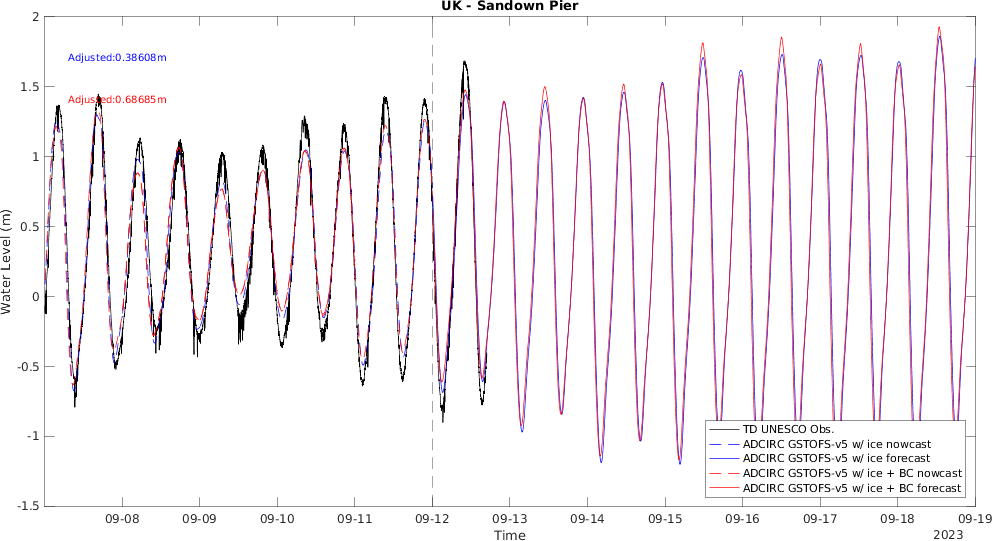 UK - Sandown Pier
2
1.5
1
0.5
0
-0.5
-1
-1.5
Water Level (m)
Adjusted:0.38608m
Adjusted:0.68685m
TD UNESCO Obs.
ADCIRC GSTOFS-v5 w/ ice nowcast
ADCIRC GSTOFS-v5 w/ ice forecast
ADCIRC GSTOFS-v5 w/ ice + BC nowcast
ADCIRC GSTOFS-v5 w/ ice + BC forecast
09-08 09-09 09-10 09-11 09-12 09-13 09-14 09-15 09-16 09-17 09-18 09-19
Time
2023